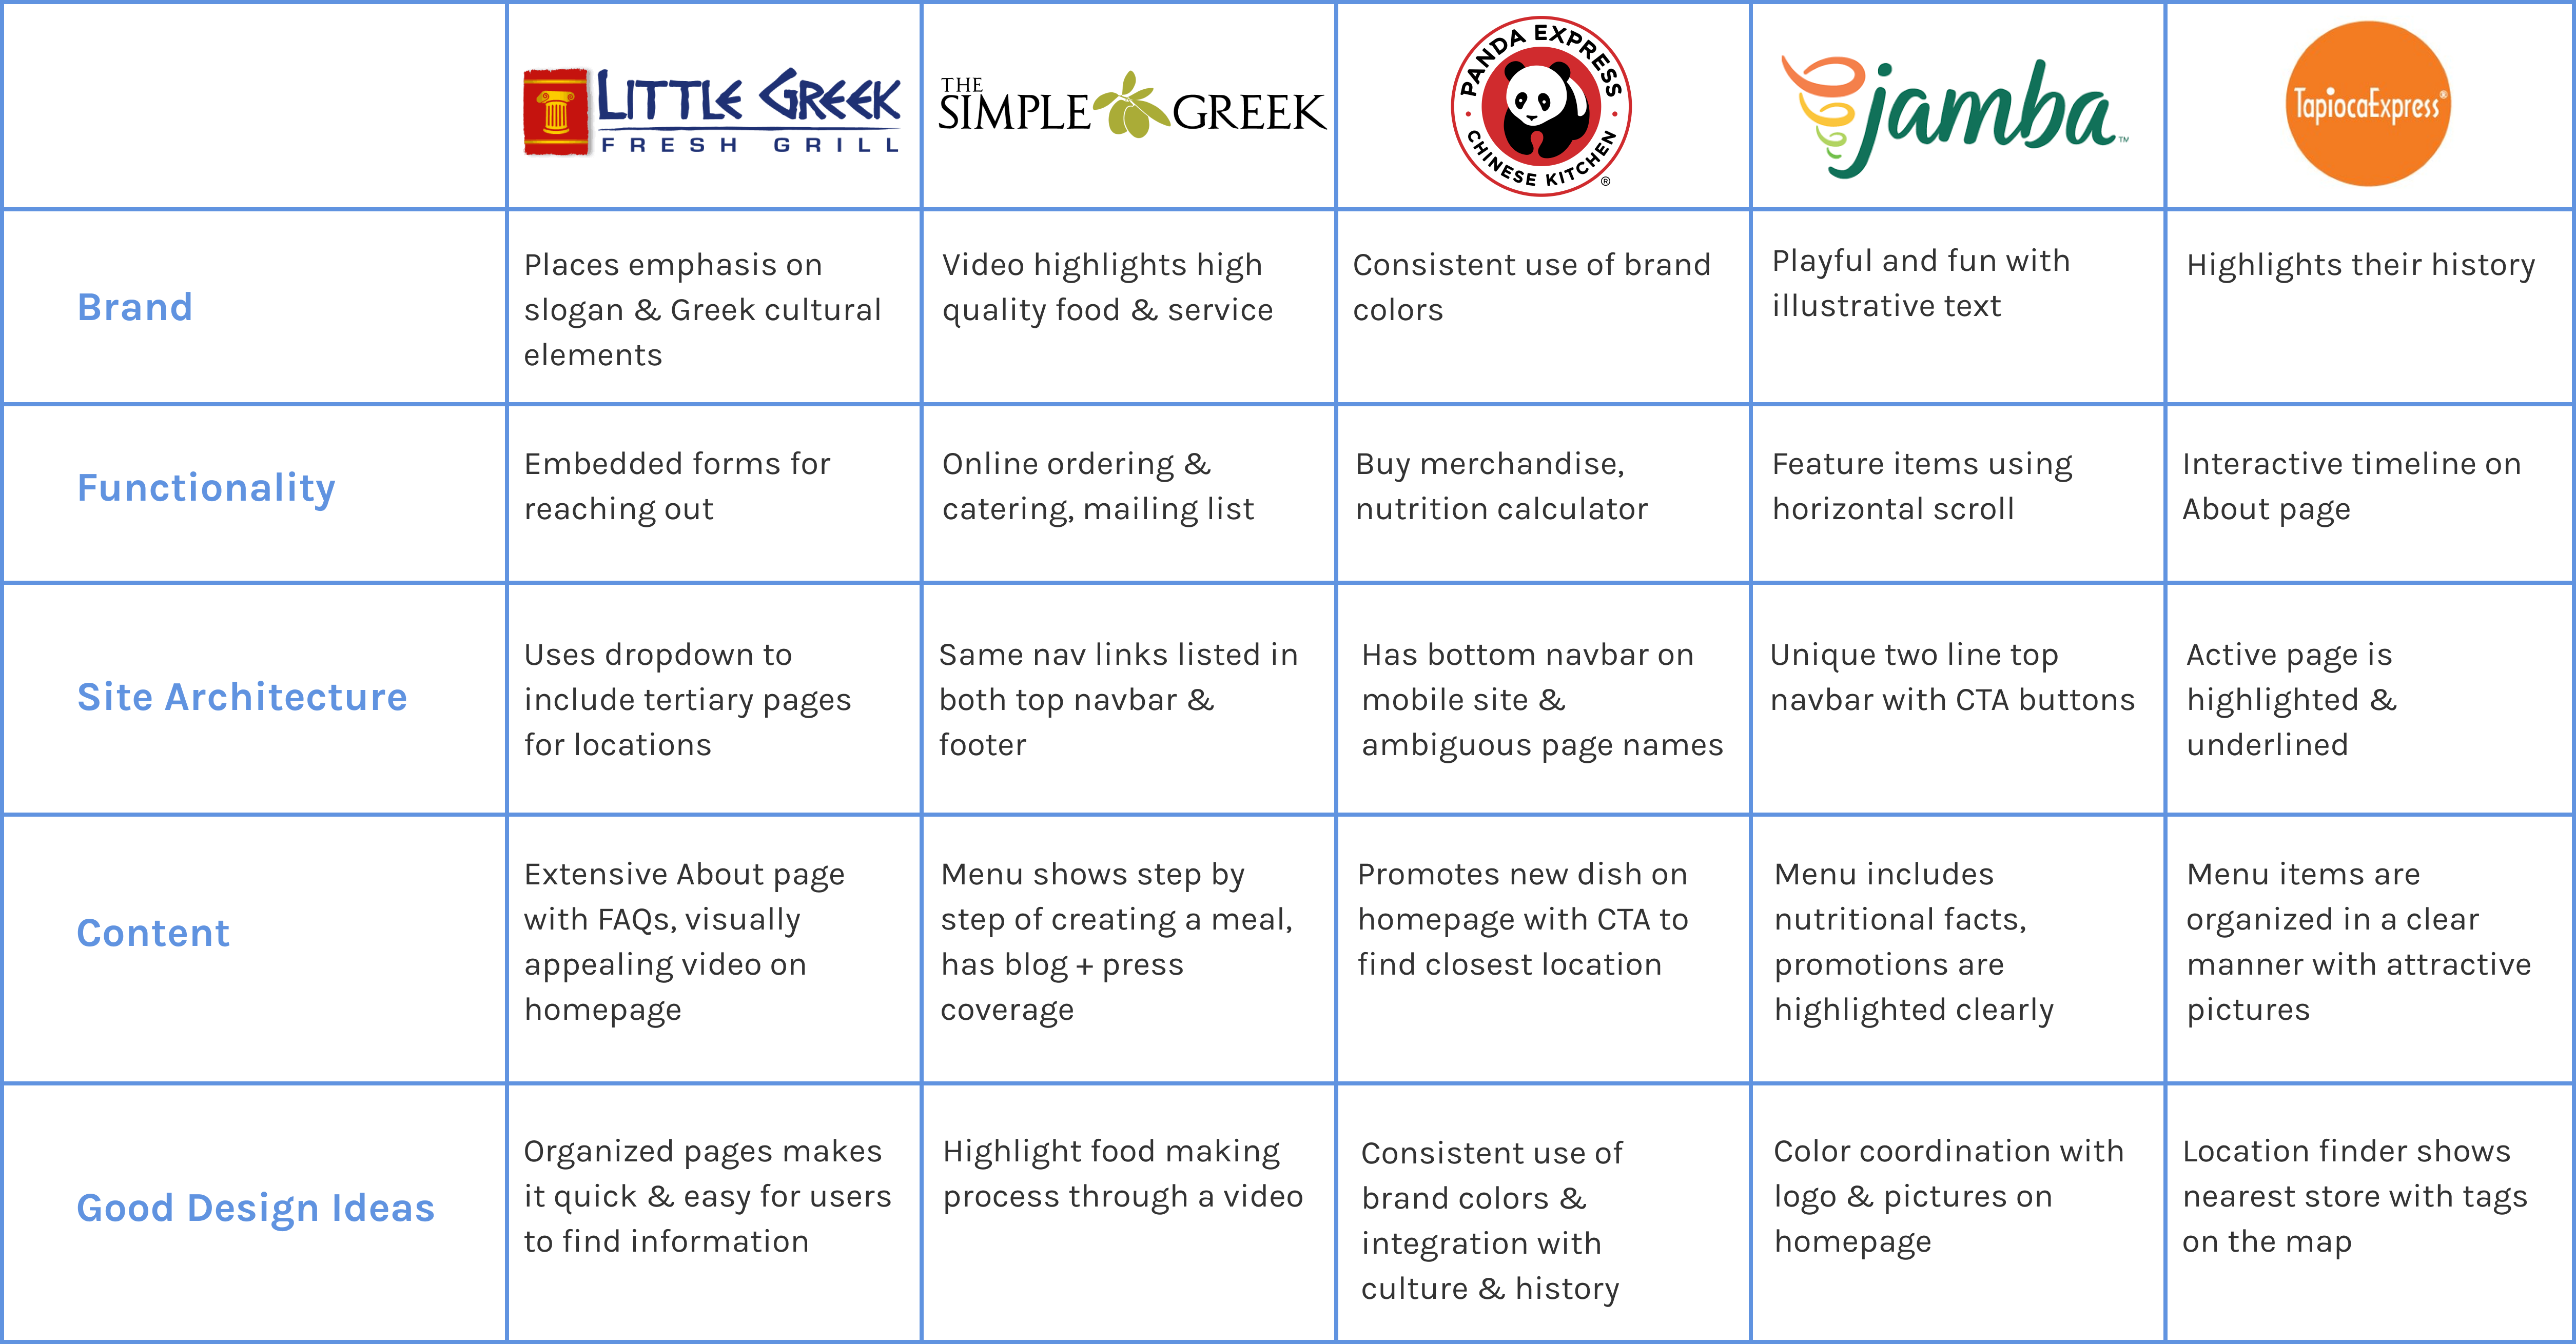 LITTLE GREEK
FRESH GRILL
THE
SIMPLE GREEK
PANDA EXPRESS
CHINESE KITCHEN
®
jamba
™
TapiocaExpress®
Brand
Places emphasis on
slogan & Greek cultural
elements
Video highlights high
quality food & service
Consistent use of brand
colors
Playful and fun with
illustrative text
Highlights their history
Functionality
Embedded forms for
reaching out
Online ordering &
catering, mailing list
Buy merchandise,
nutrition calculator
Feature items using
horizontal scroll
Interactive timeline on
About page
Site Architecture
Uses dropdown to
include tertiary pages
for locations
Same nav links listed in
both top navbar &
footer
Has bottom navbar on
mobile site &
ambiguous page names
Unique two line top
navbar with CTA buttons
Active page is
highlighted &
underlined
Content
Extensive About page
with FAQs, visually
appealing video on
homepage
Menu shows step by
step of creating a meal,
has blog + press
coverage
Promotes new dish on
homepage with CTA to
find closest location
Menu includes
nutritional facts,
promotions are
highlighted clearly
Menu items are
organized in a clear
manner with attractive
pictures
Good Design Ideas
Organized pages makes
it quick & easy for users
to find information
Highlight food making
process through a video
Consistent use of
brand colors &
integration with
culture & history
Color coordination with
logo & pictures on
homepage
Location finder shows
nearest store with tags
on the map